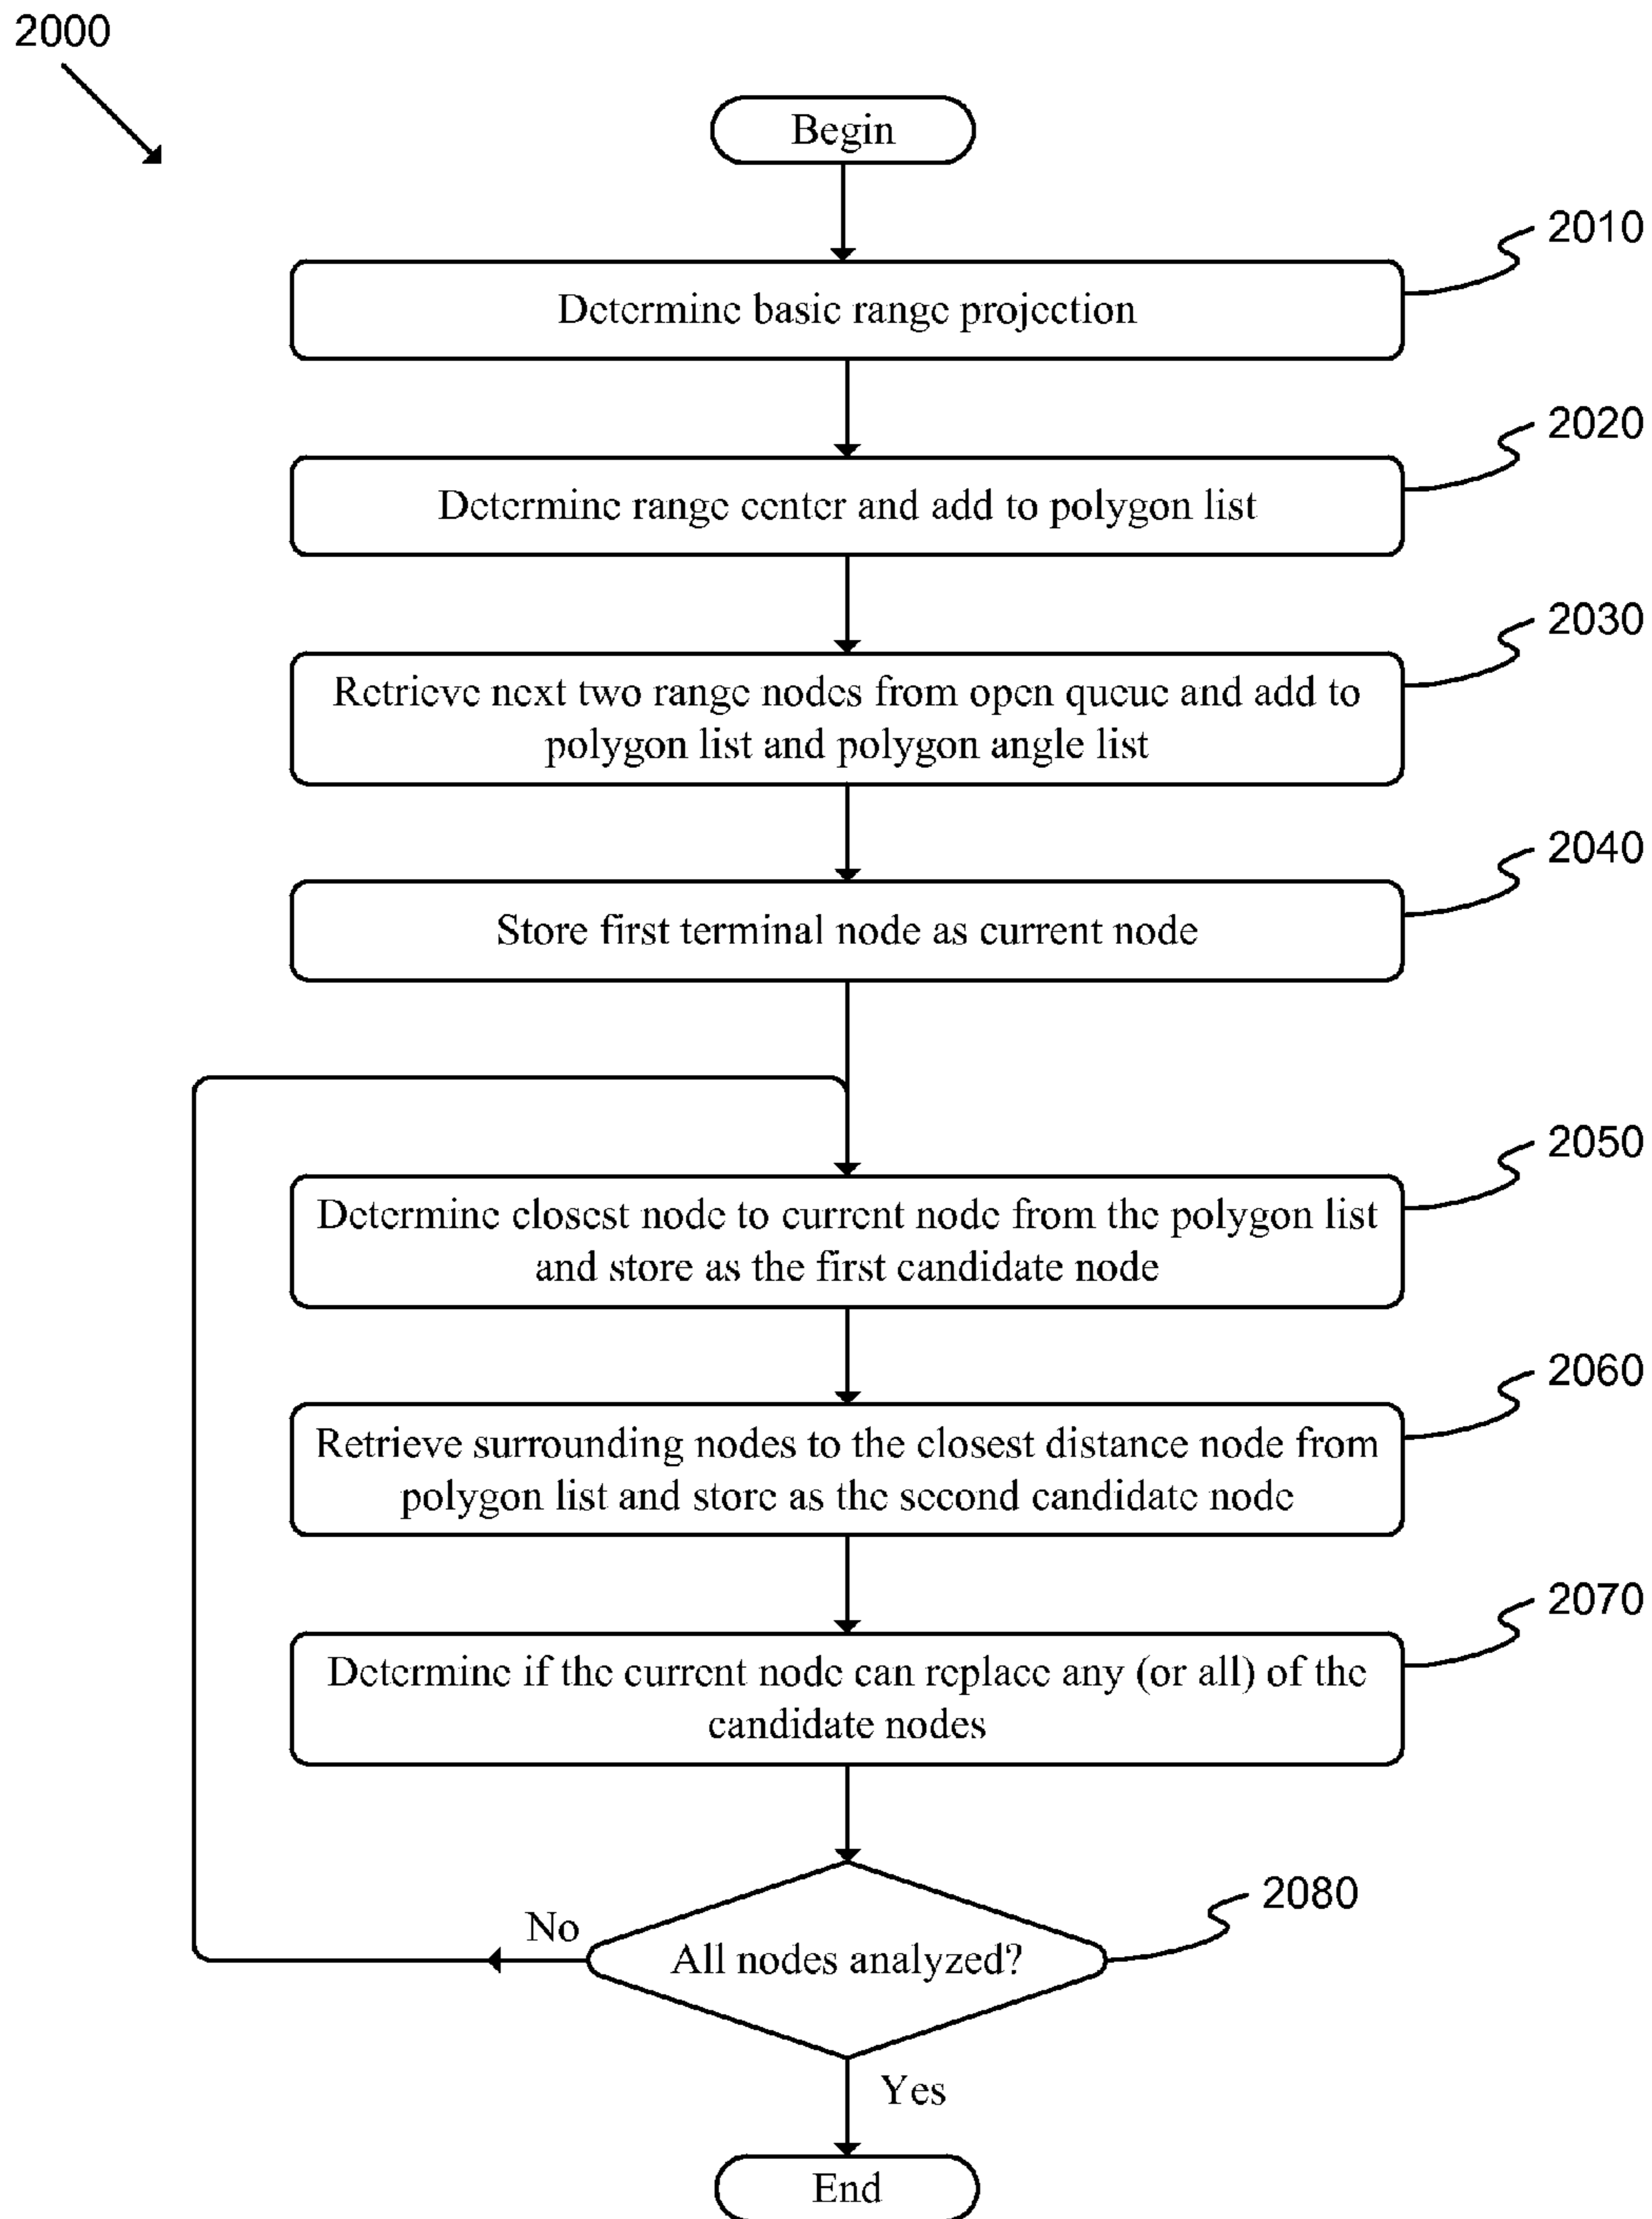 2000
Begin
2010
Determine basic range projection
2020
Determine range center and add to polygon list
2030
Retrieve next two range nodes from open queue and add to
polygon list and polygon angle list
2040
Store first terminal node as current node
2050
Determine closest node to current node from the polygon list
and store as the first candidate node
2060
Retrieve surrounding nodes to the closest distance node from
polygon list and store as the second candidate node
2070
Determine if the current node can replace any (or all) of the
candidate nodes
2080
No
All nodes analyzed?
Yes
End